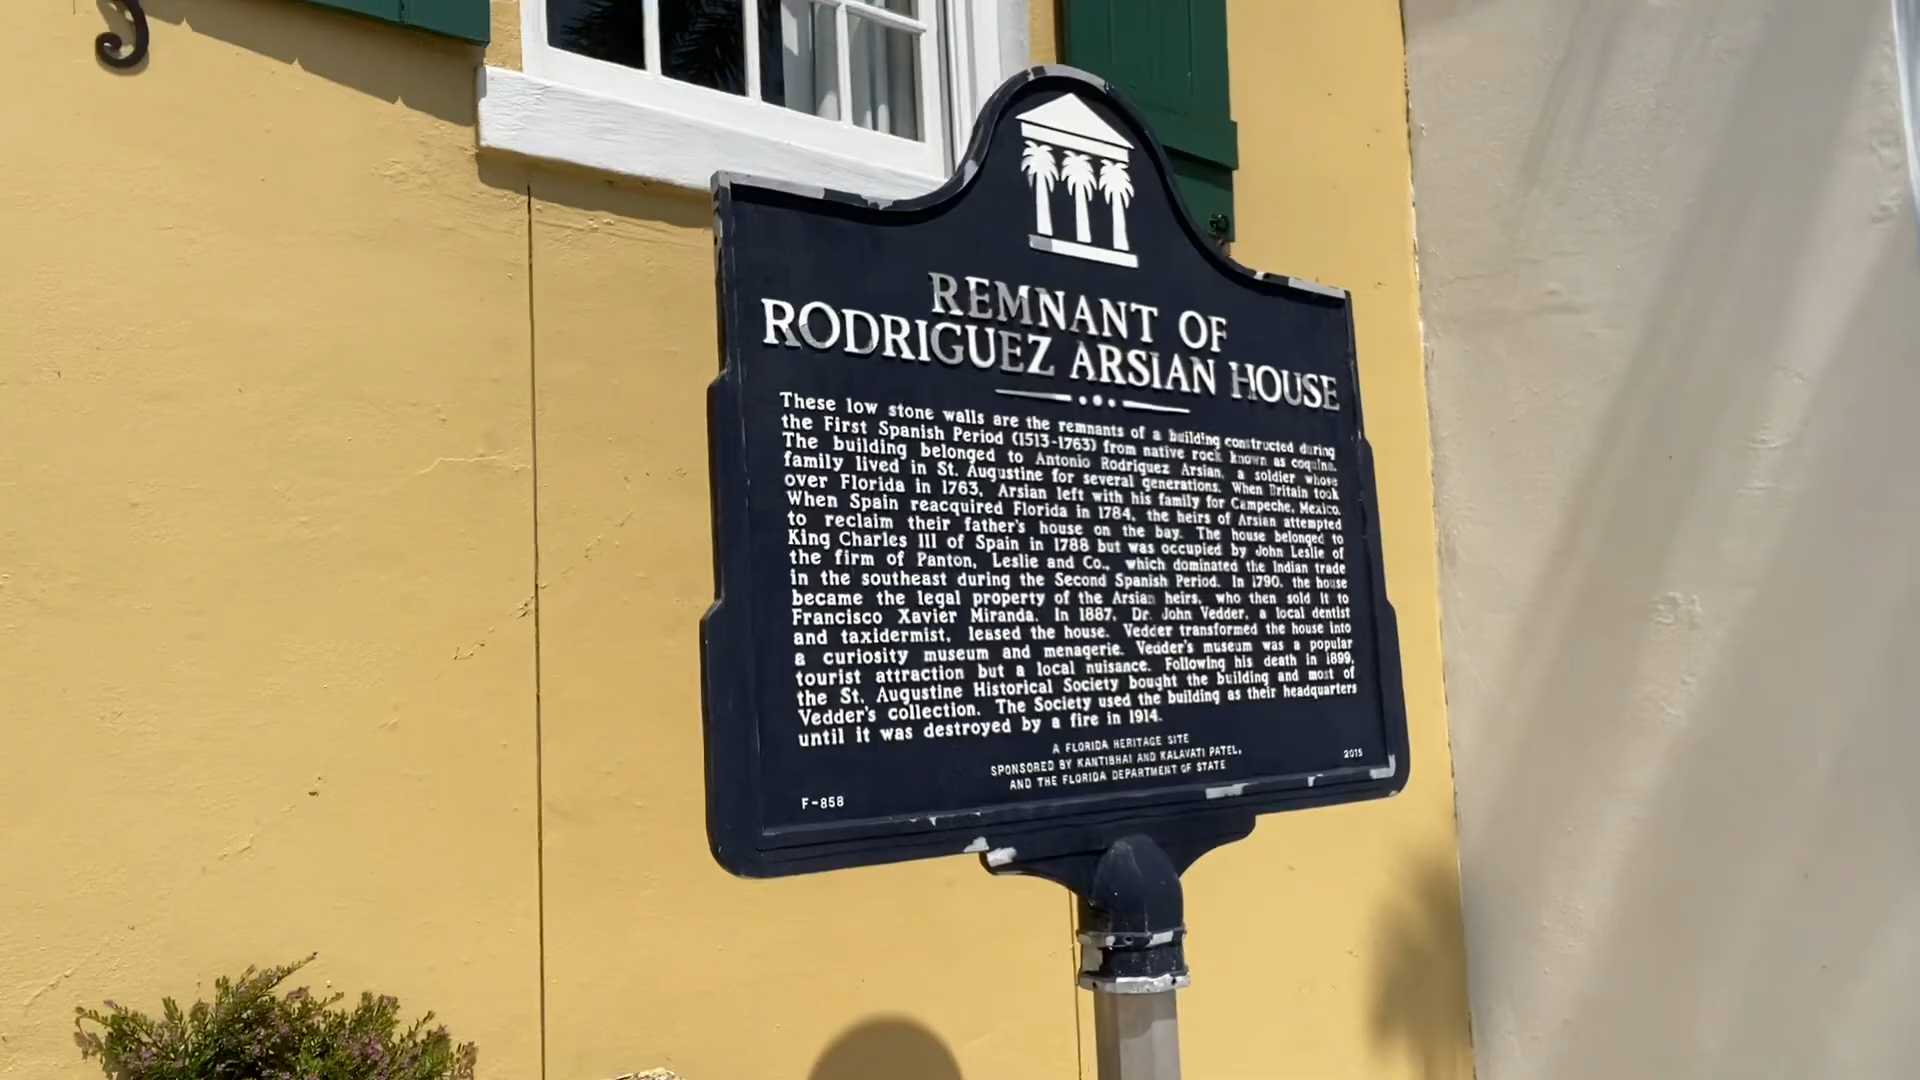 REMNANT OF
RODRIGUEZ ARSIAN HOUSE
These low stone walls are the remnants of a building constructed during
the First Spanish Period (1513-1763) from native rock known as coquina.
The building belonged to Antonio Rodriguez Arsian, a soldier whose
family lived in St. Augustine for several generations. When Britain took
over Florida in 1763, Arsian left with his family for Campeche, Mexico.
When Spain reacquired Florida in 1784, the heirs of Arsian attempted
to reclaim their father's house on the bay. The house belonged to
King Charles III of Spain in 1788 but was occupied by John Leslie of
the firm of Panton, Leslie and Co., which dominated the Indian trade
in the southeast during the Second Spanish Period. In 1790, the house
became the legal property of the Arsian heirs, who then sold it to
Francisco Xavier Miranda. In 1887, Dr. John Vedder, a local dentist
and taxidermist, leased the house. Vedder transformed the house into
a curiosity museum and menagerie. Vedder's museum was a popular
tourist attraction but a local nuisance. Following his death in 1899,
the St. Augustine Historical Society bought the building and most of
Vedder's collection. The Society used the building as their headquarters
until it was destroyed by a fire in 1914.
A FLORIDA HERITAGE SITE
SPONSORED BY KANTIBHAI AND KALAVATI PATEL,
AND THE FLORIDA DEPARTMENT OF STATE
F-858
2015